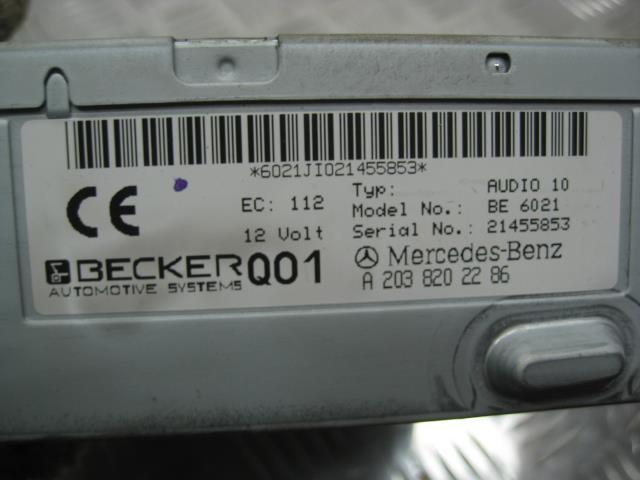 *6021JI021455853*
CE
EC: 112
12 Volt
Typ: AUDIO 10
Model No.: BE 6021
Serial No.: 21455853
BECKER Q01
AUTOMOTIVE SYSTEMS
Mercedes-Benz
A 203 820 22 86